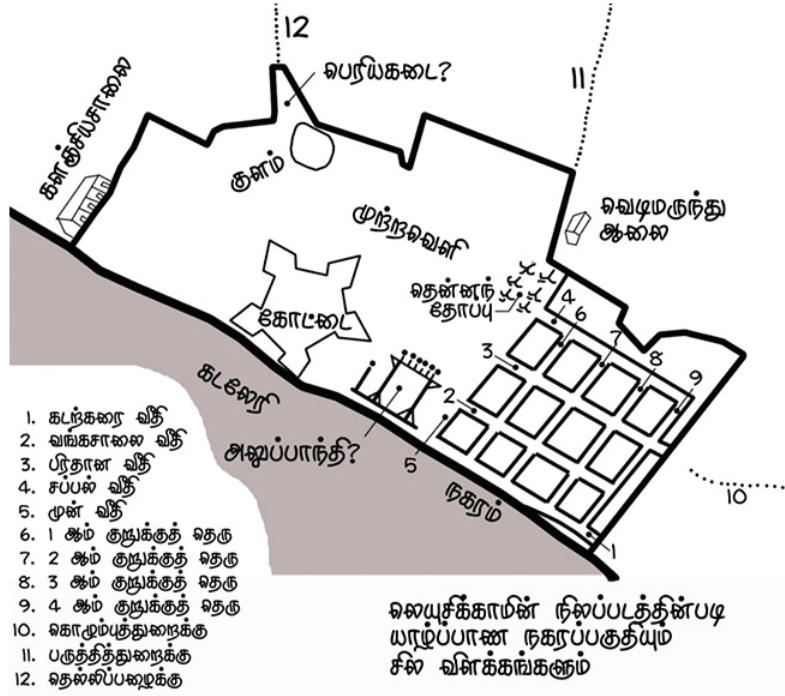 12
பெரியகடை?
11
களஞ்சியசாலை
குளம்
முற்றவெளி
வெடிமருந்து
ஆலை
தென்னந்
தோப்பு
4
6
7
8
9
3
2
5
கோட்டை
கடலேரி
அலுப்பாந்தி?
நகரம்
10
1
1. கடற்கரை வீதி
2. வங்கசாலை வீதி
3. பிரதான வீதி
4. சப்பல் வீதி
5. முன் வீதி
6. 1 ஆம் குறுக்குத் தெரு
7. 2 ஆம் குறுக்குத் தெரு
8. 3 ஆம் குறுக்குத் தெரு
9. 4 ஆம் குறுக்குத் தெரு
10. கொழும்புத்துறைக்கு
11. பருத்தித்துறைக்கு
12. தெல்லிப்பழைக்கு
லெயுசிக்காமின் நிலப்படத்தின்படி
யாழ்ப்பாண நகரப்பகுதியும்
சில விளக்கங்களும்